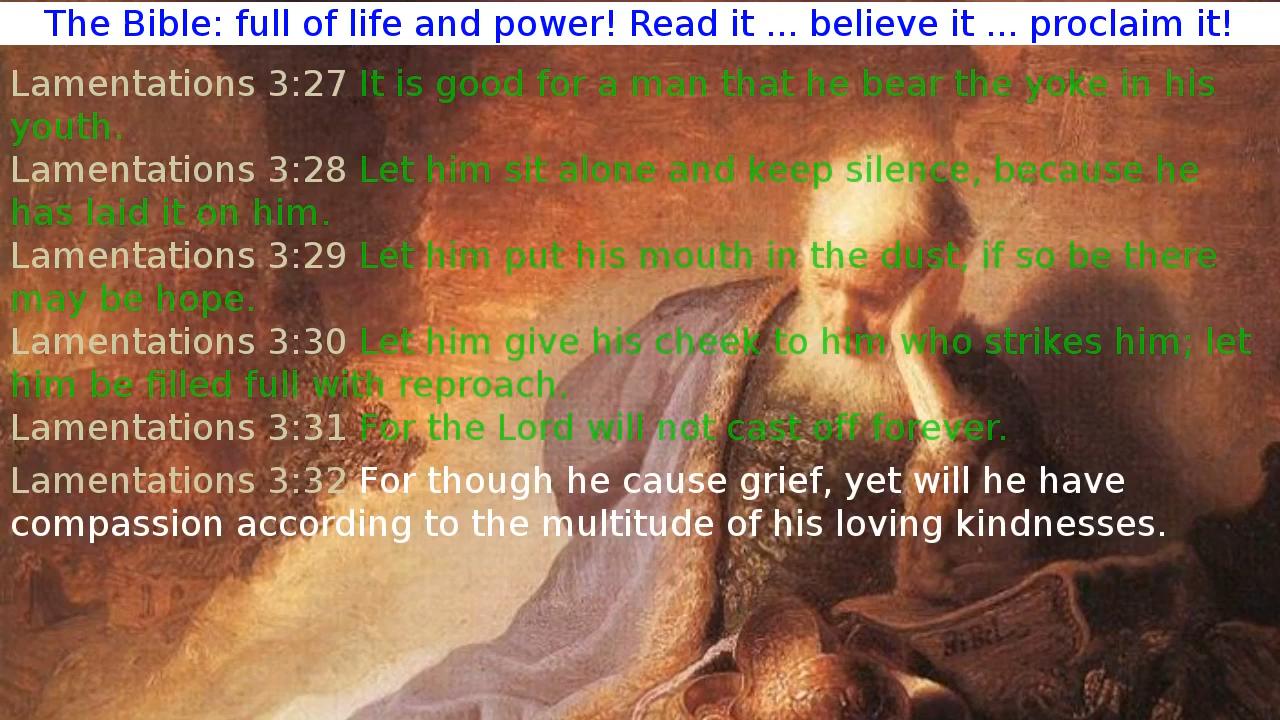 The Bible: full of life and power! Read it ... believe it ... proclaim it!
Lamentations 3:27 It is good for a man that he bear the yoke in his
youth.
Lamentations 3:28 Let him sit alone and keep silence, because he
has laid it on him.
Lamentations 3:29 Let him put his mouth in the dust, if so be there
may be hope.
Lamentations 3:30 Let him give his cheek to him who strikes him; let
him be filled full with reproach.
Lamentations 3:31 For the Lord will not cast off forever.
Lamentations 3:32 For though he cause grief, yet will he have
compassion according to the multitude of his loving kindnesses.
BiBeL